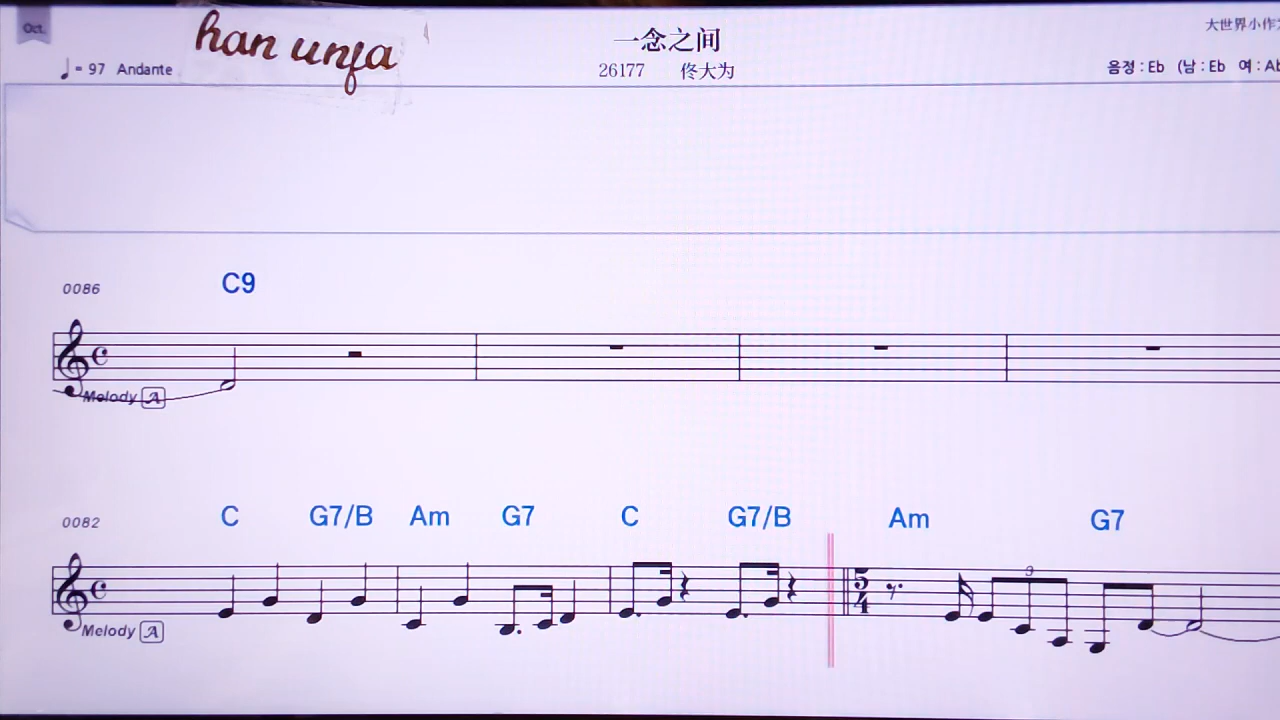 Oct.
han unfa
一念之间
大世界小作
♩= 97 Andante
26177 佟大为
음정 : Eb (남 : Eb 여 : Ab
0086
C9
Melody A
0082
C G7/B Am G7 C G7/B Am G7
5
4
3
Melody A